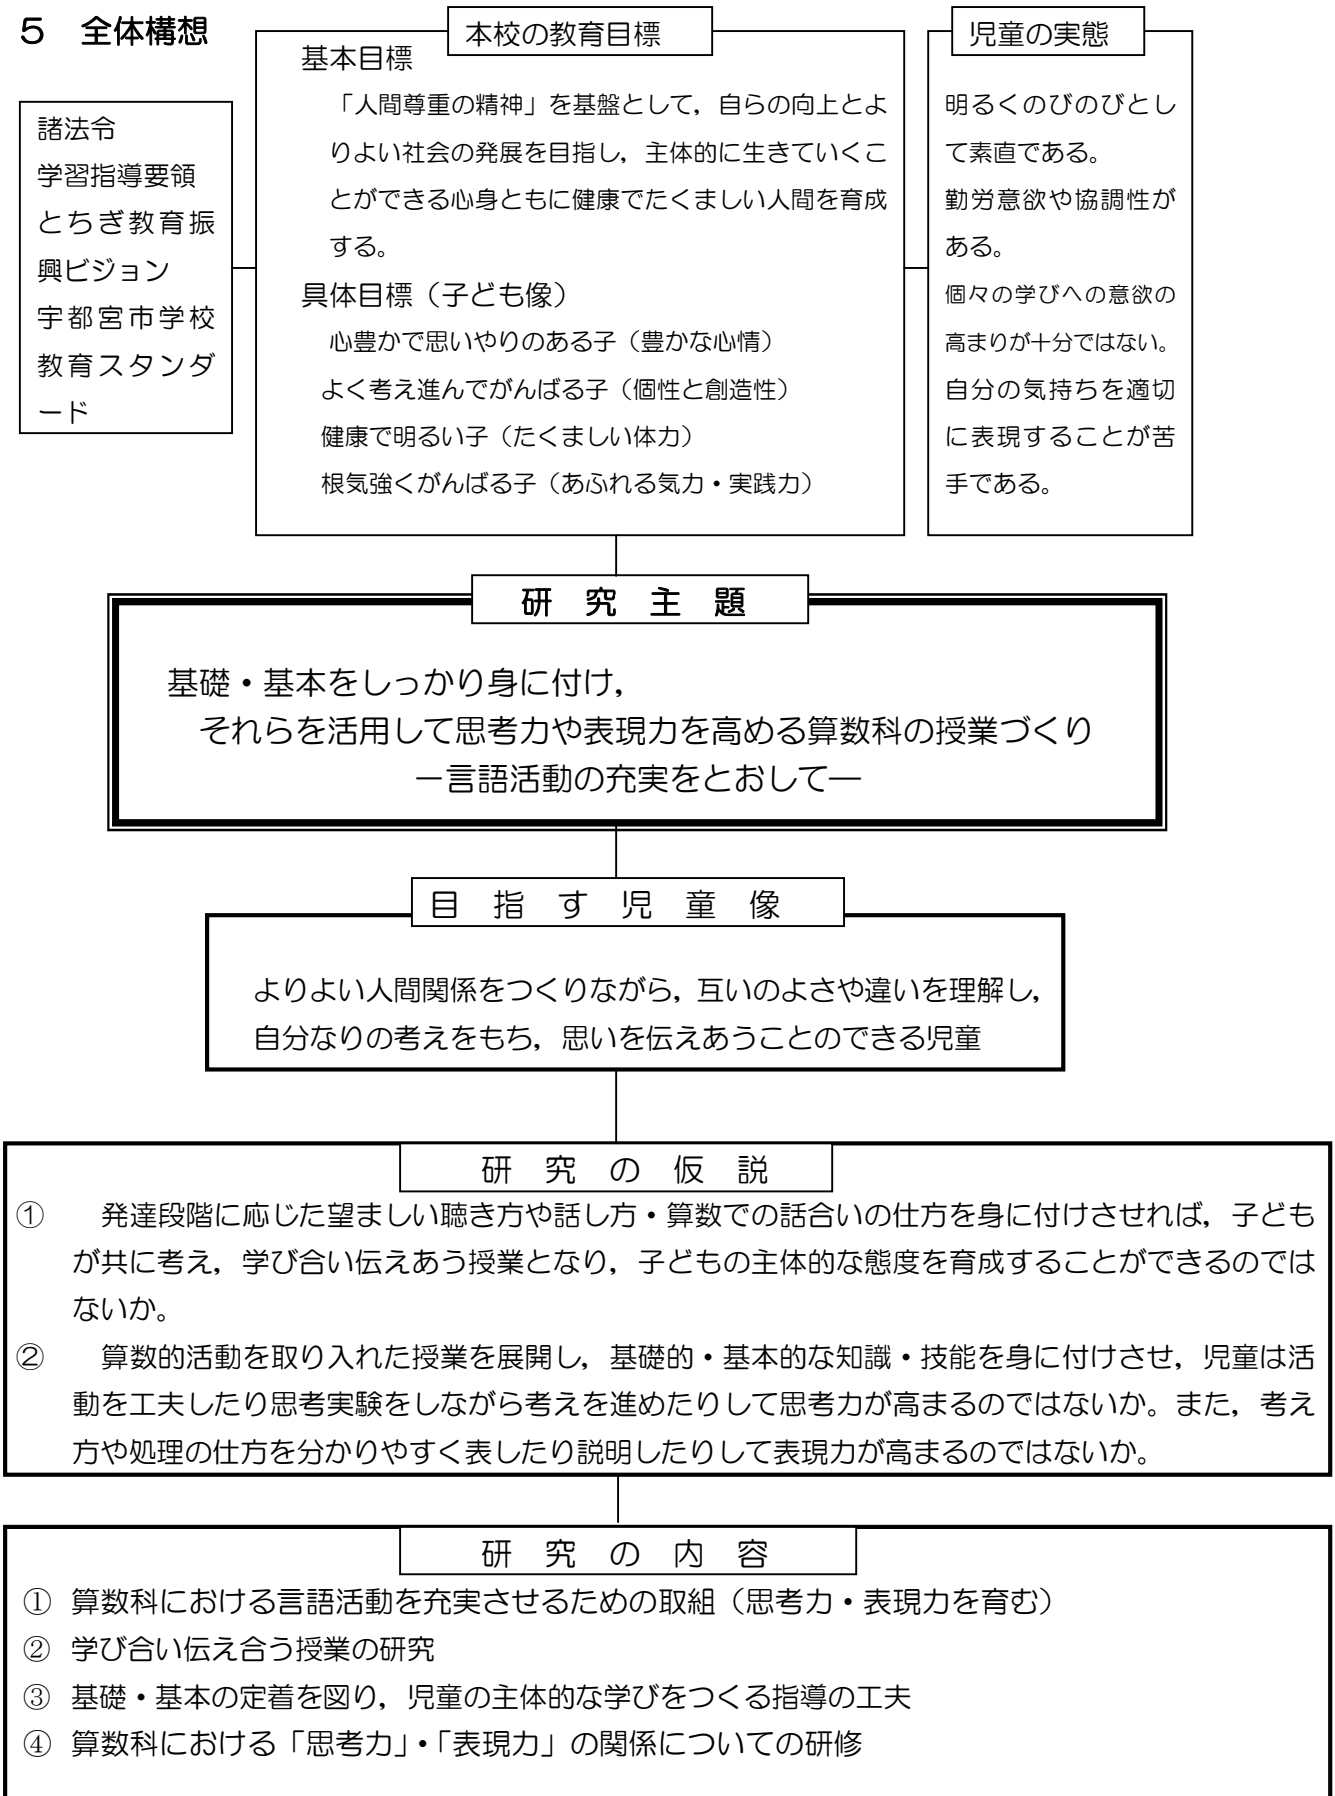 ５　全体構想
諸法令
学習指導要領
とちぎ教育振
興ビジョン
宇都宮市学校
教育スタンダ
ード
本校の教育目標
基本目標
「人間尊重の精神」を基盤として，自らの向上とよ
りよい社会の発展を目指し，主体的に生きていくこ
とができる心身ともに健康でたくましい人間を育成
する。
具体目標（子ども像）
心豊かで思いやりのある子（豊かな心情）
よく考え進んでがんばる子（個性と創造性）
健康で明るい子（たくましい体力）
根気強くがんばる子（あふれる気力・実践力）
児童の実態
明るくのびのびとし
て素直である。
勤労意欲や協調性が
ある。
個々の学びへの意欲の
高まりが十分ではない。
自分の気持ちを適切
に表現することが苦
手である。
研　究　主　題
基礎・基本をしっかり身に付け，
それらを活用して思考力や表現力を高める算数科の授業づくり
－言語活動の充実をとおして―
目　指　す　児　童　像
よりよい人間関係をつくりながら，互いのよさや違いを理解し，
自分なりの考えをもち，思いを伝えあうことのできる児童
研　究　の　仮　説
①　発達段階に応じた望ましい聴き方や話し方・算数での話合いの仕方を身に付けさせれば，子ども
が共に考え，学び合い伝えあう授業となり，子どもの主体的な態度を育成することができるのでは
ないか。
②　算数的活動を取り入れた授業を展開し，基礎的・基本的な知識・技能を身に付けさせ，児童は活
動を工夫したり思考実験をしながら考えを進めたりして思考力が高まるのではないか。また，考え
方や処理の仕方を分かりやすく表したり説明したりして表現力が高まるのではないか。
研　究　の　内　容
①　算数科における言語活動を充実させるための取組（思考力・表現力を育む）
②　学び合い伝え合う授業の研究
③　基礎・基本の定着を図り，児童の主体的な学びをつくる指導の工夫
④　算数科における「思考力」・「表現力」の関係についての研修